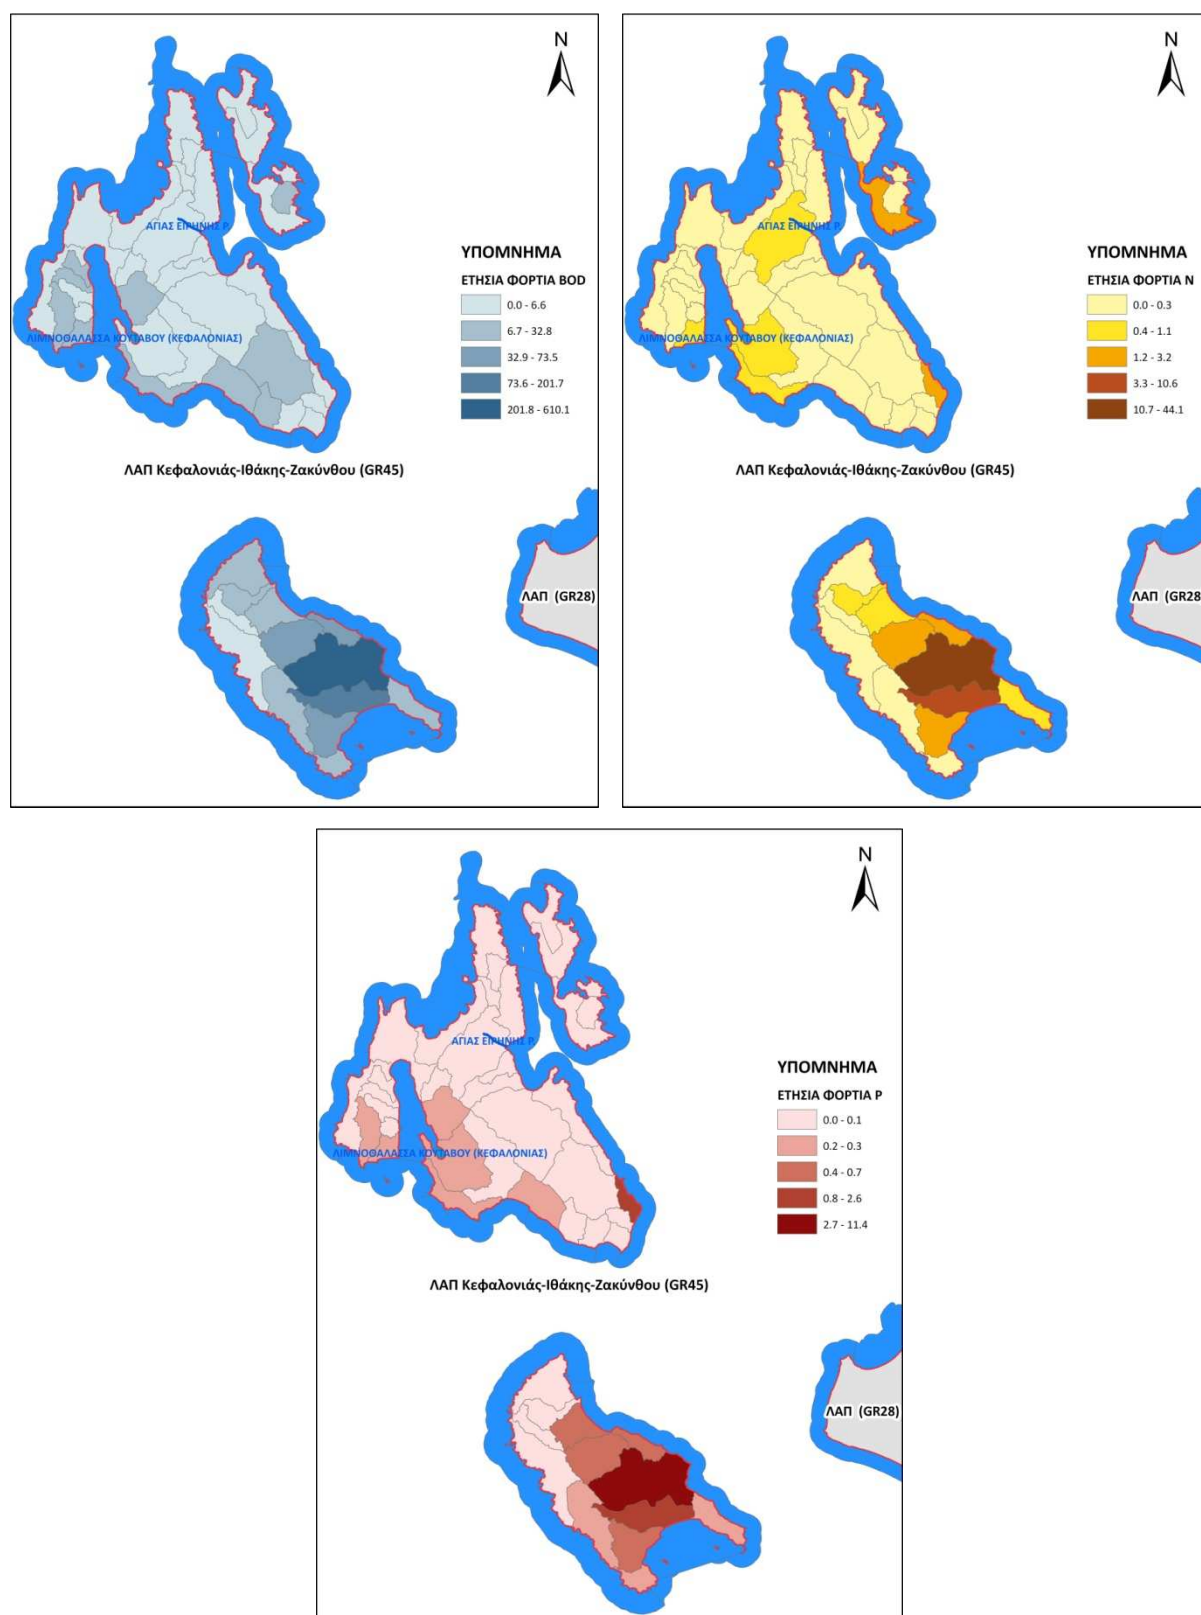 N
ΑΓΙΑΣ ΕΙΡΗΝΗΣ Ρ.
ΛΙΜΝΟΘΑΛΑΣΣΑ ΚΟΥΤΑΒΟΥ (ΚΕΦΑΛΟΝΙΑΣ)
ΥΠΟΜΝΗΜΑ
ΕΤΗΣΙΑ ΦΟΡΤΙΑ BOD
0.0 - 6.6
6.7 - 32.8
32.9 - 73.5
73.6 - 201.7
201.8 - 610.1
ΛΑΠ Κεφαλονιάς-Ιθάκης-Ζακύνθου (GR45)
ΛΑΠ (GR28)
N
ΑΓΙΑΣ ΕΙΡΗΝΗΣ Ρ.
ΛΙΜΝΟΘΑΛΑΣΣΑ ΚΟΥΤΑΒΟΥ (ΚΕΦΑΛΟΝΙΑΣ)
ΥΠΟΜΝΗΜΑ
ΕΤΗΣΙΑ ΦΟΡΤΙΑ Ν
0.0 - 0.3
0.4 - 1.1
1.2 - 3.2
3.3 - 10.6
10.7 - 44.1
ΛΑΠ Κεφαλονιάς-Ιθάκης-Ζακύνθου (GR45)
ΛΑΠ (GR28
N
ΑΓΙΑΣ ΕΙΡΗΝΗΣ Ρ.
ΛΙΜΝΟΘΑΛΑΣΣΑ ΚΟΥΤΑΒΟΥ (ΚΕΦΑΛΟΝΙΑΣ)
ΥΠΟΜΝΗΜΑ
ΕΤΗΣΙΑ ΦΟΡΤΙΑ P
0.0 - 0.1
0.2 - 0.3
0.4 - 0.7
0.8 - 2.6
2.7 - 11.4
ΛΑΠ Κεφαλονιάς-Ιθάκης-Ζακύνθου (GR45)
ΛΑΠ (GR28)